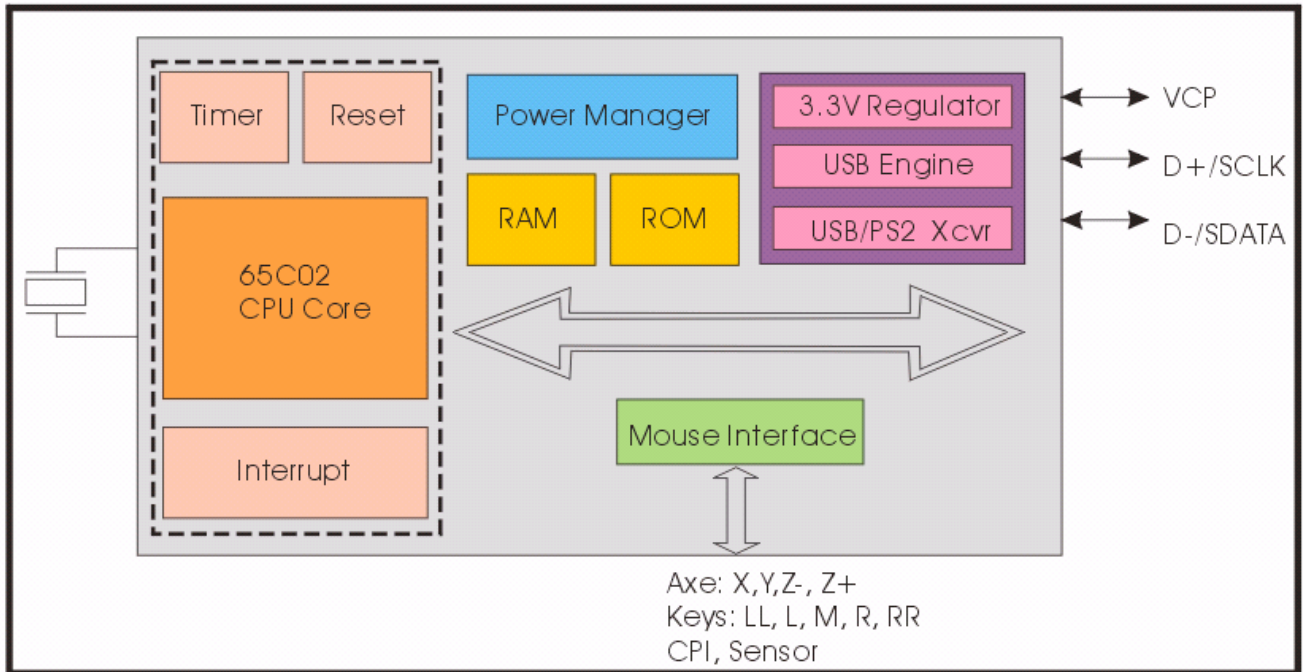 Timer
Reset
Power Manager
3.3V Regulator
VCP
USB Engine
D+/SCLK
RAM
ROM
USB/PS2 Xcvr
D-/SDATA
65C02
CPU Core
Mouse Interface
Interrupt
Axe: X,Y,Z-, Z+
Keys: LL, L, M, R, RR
CPI, Sensor